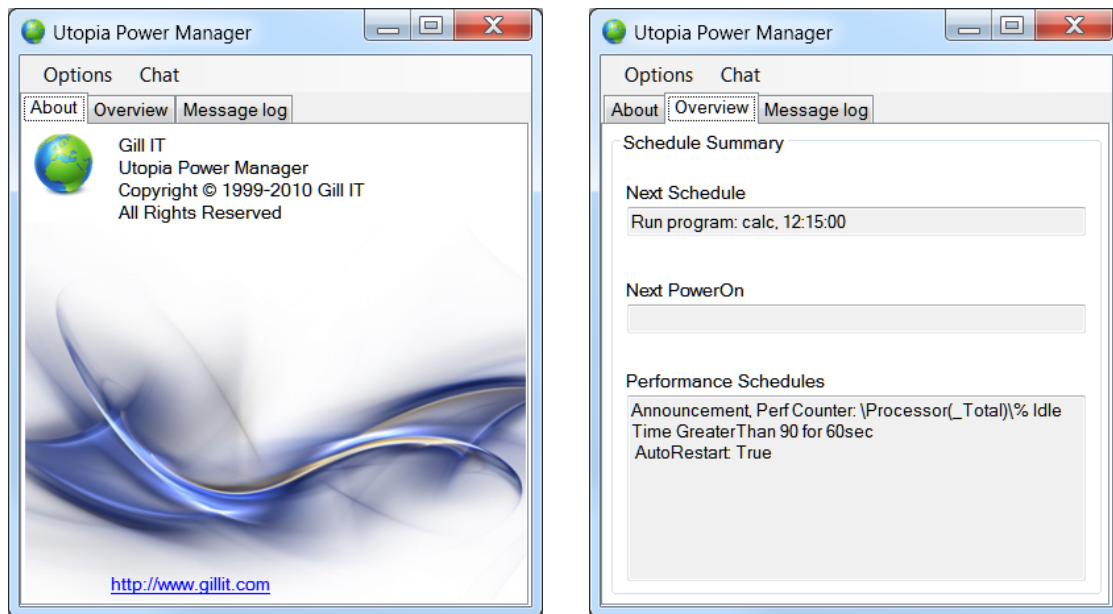 Utopia Power Manager
Options Chat
About Overview Message log
Gill IT
Utopia Power Manager
Copyright © 1999-2010 Gill IT
All Rights Reserved
http://www.gillit.com
Utopia Power Manager
Options Chat
About Overview Message log
Schedule Summary
Next Schedule
Run program: calc, 12:15:00
Next PowerOn
Performance Schedules
Announcement, Perf Counter: \Processor(_Total)\% Idle
Time GreaterThan 90 for 60sec
AutoRestart: True